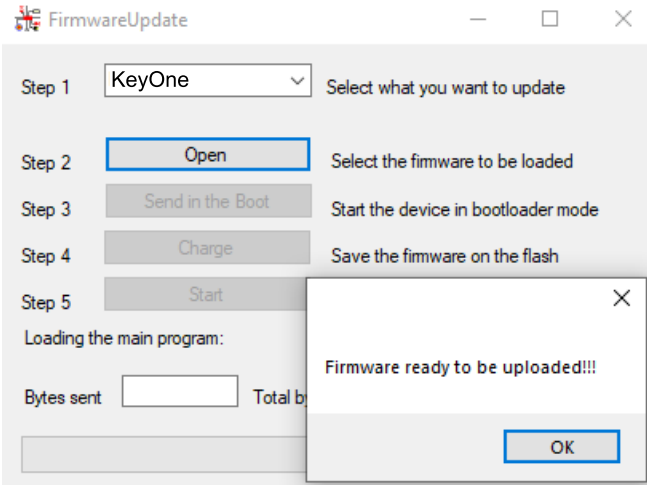 FirmwareUpdate
Step 1 KeyOne Select what you want to update
Step 2 Open Select the firmware to be loaded
Step 3 Send in the Boot Start the device in bootloader mode
Step 4 Charge Save the firmware on the flash
Step 5 Start
Loading the main program:
Firmware ready to be uploaded!!!
Bytes sent Total
OK